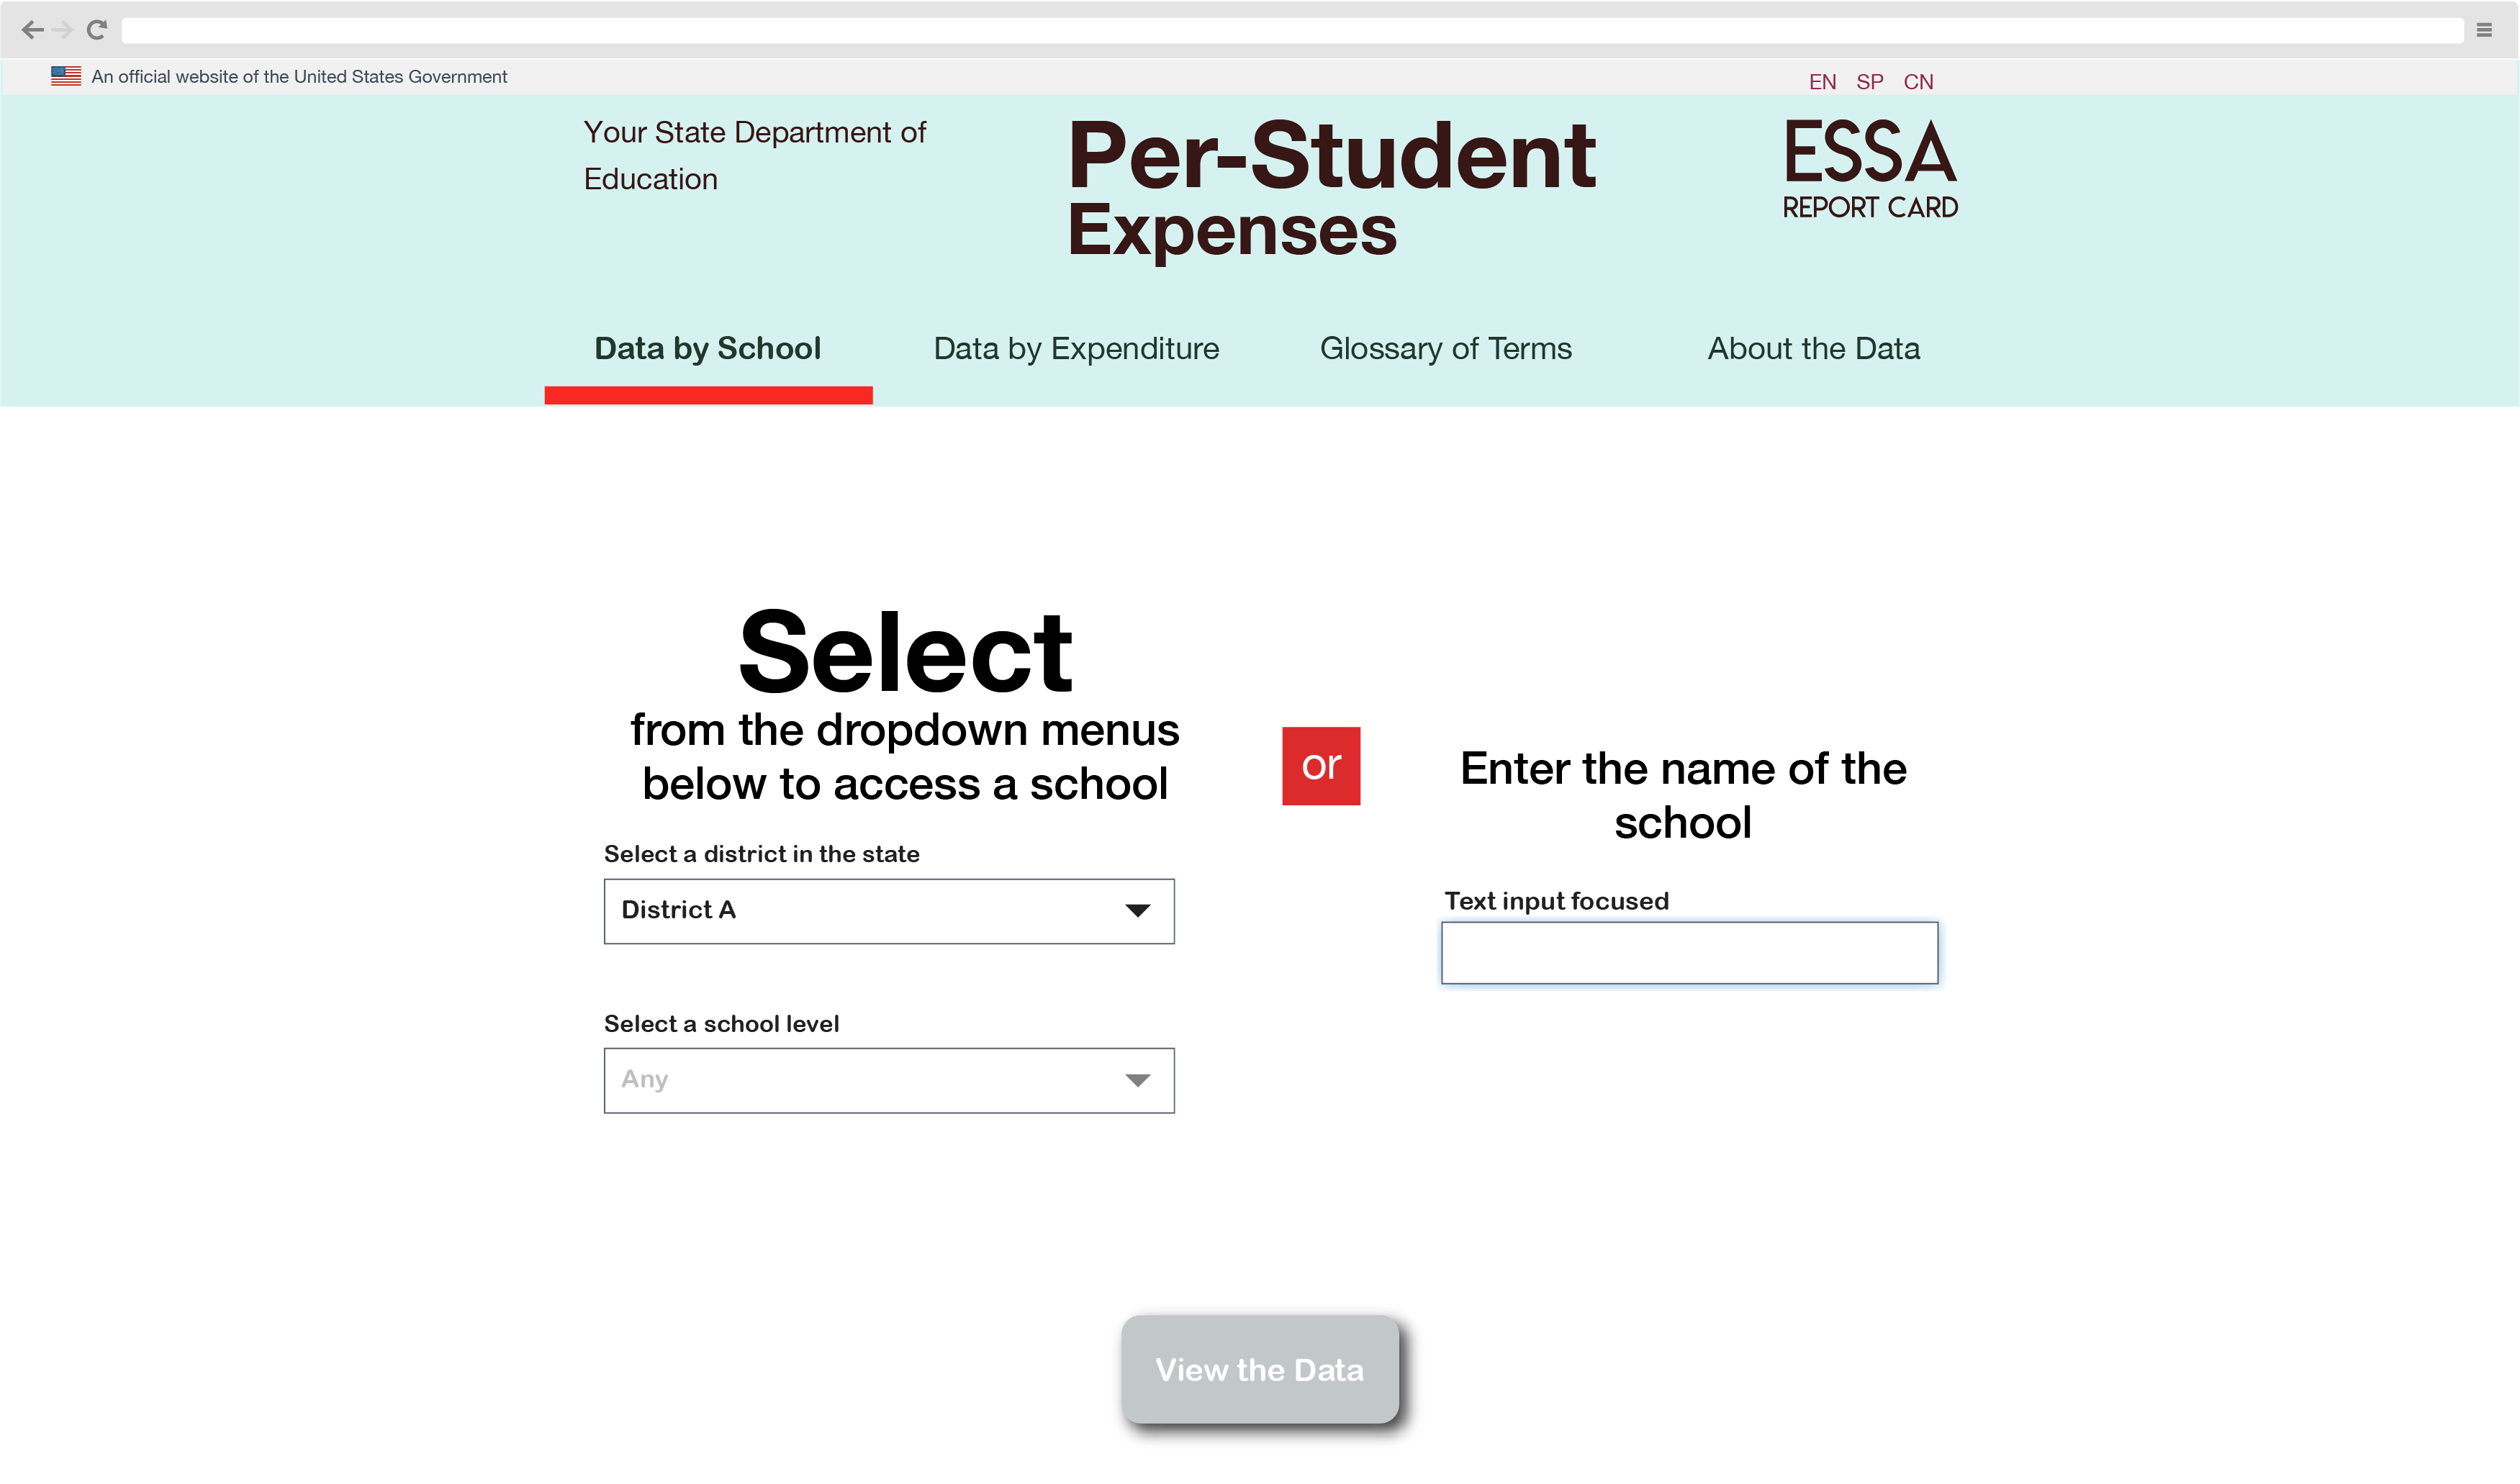 An official website of the United States Government
EN SP CN
Your State Department of
Education
Per-Student
Expenses
ESSA
REPORT CARD
Data by School
Data by Expenditure
Glossary of Terms
About the Data
Select
from the dropdown menus
below to access a school
Select a district in the state
District A
Select a school level
Any
or
Enter the name of the
school
Text input focused
View the Data